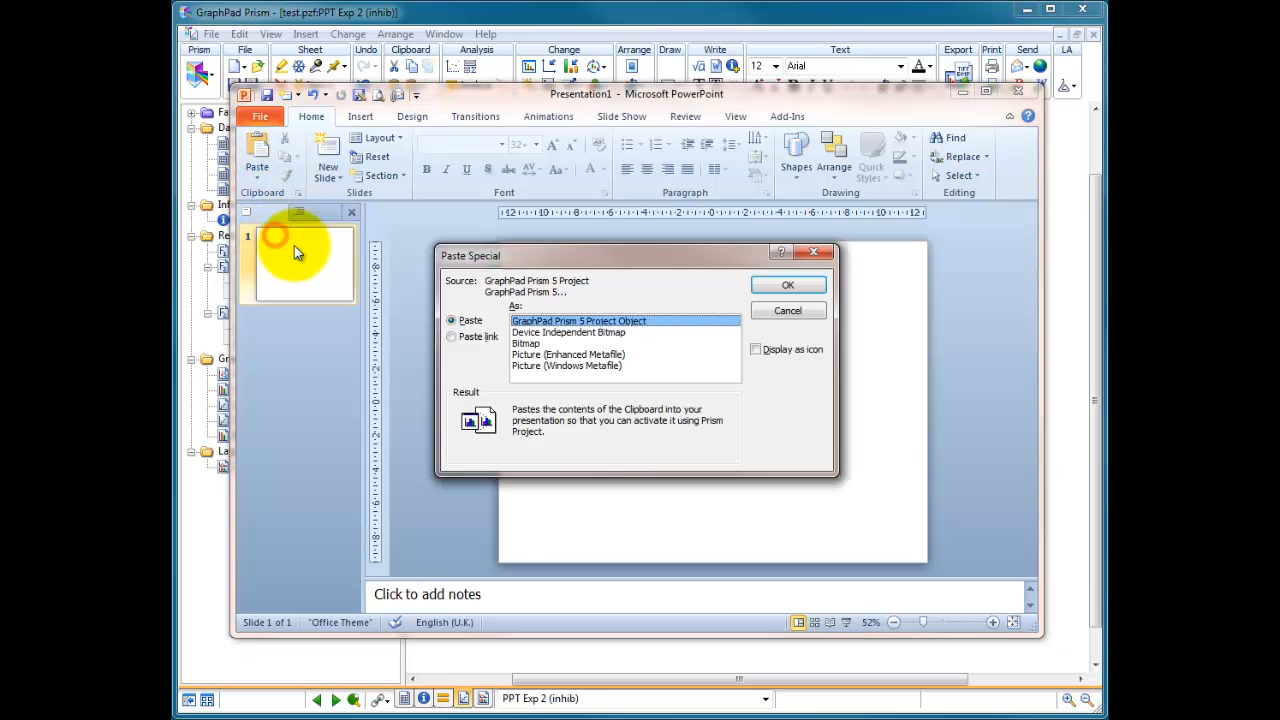 GraphPad Prism - [test.pzf:PPT Exp 2 (inhib)]
File Edit View Insert Change Arrange Window Help
Prism File Sheet Undo Clipboard Analysis Change Arrange Draw Write Text Export Print Send LA
12 Arial
Presentation1 - Microsoft PowerPoint
File Home Insert Design Transitions Animations Slide Show Review View Add-Ins
Paste
New
Slide
Layout
Reset
Section
32
Shapes Arrange Quick
Styles
Find
Replace
Select
Clipboard Slides Font Paragraph Drawing Editing
1
Paste Special
Source: GraphPad Prism 5 Project
GraphPad Prism 5...
As:
Paste
Paste link
GraphPad Prism 5 Project Object
Device Independent Bitmap
Bitmap
Picture (Enhanced Metafile)
Picture (Windows Metafile)
OK
Cancel
Display as icon
Result
Pastes the contents of the Clipboard into your
presentation so that you can activate it using Prism
Project.
Click to add notes
Slide 1 of 1 "Office Theme" English (U.K.) 52%
PPT Exp 2 (inhib)